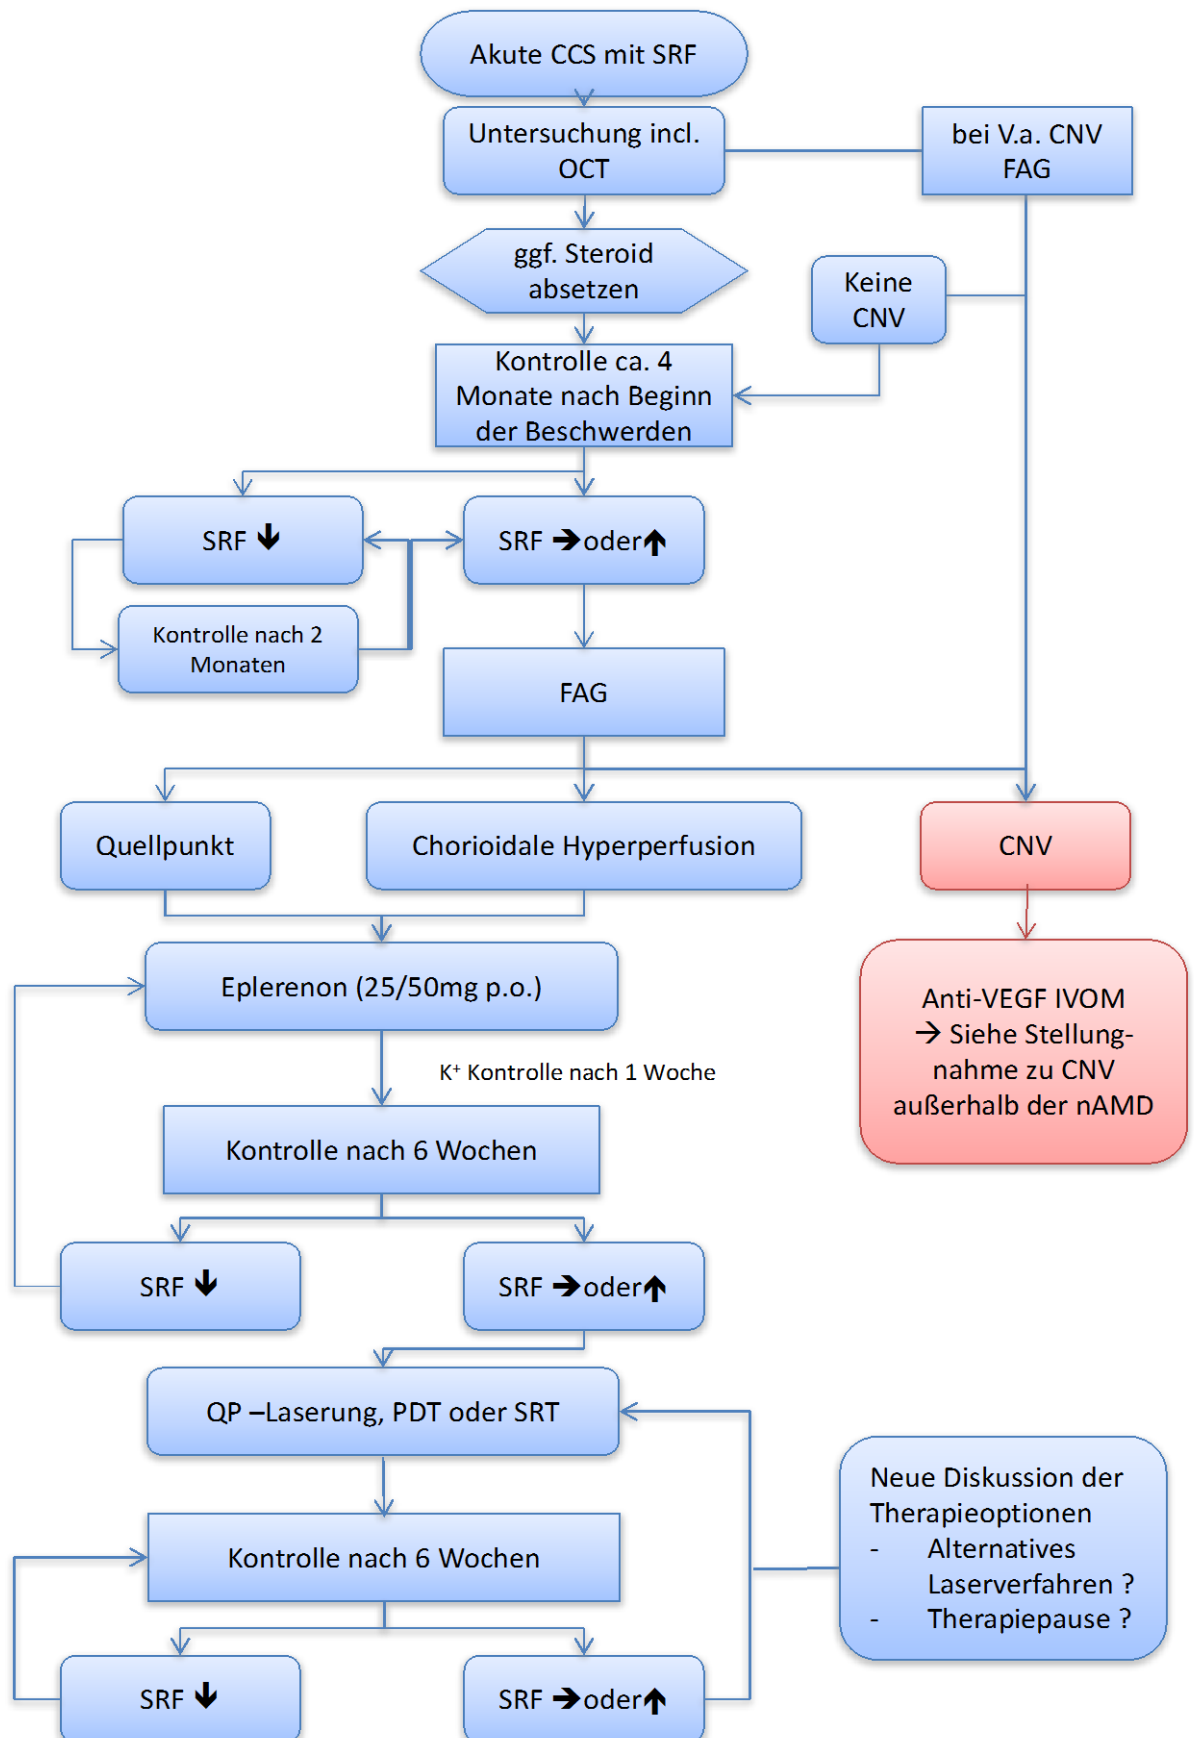 Akute CCS mit SRF
Untersuchung incl.
OCT
bei V.a. CNV
FAG
ggf. Steroid
absetzen
Keine
CNV
Kontrolle ca. 4
Monate nach Beginn
der Beschwerden
SRF 🡻
SRF 🡺oder🡹
Kontrolle nach 2
Monaten
FAG
Quellpunkt
Chorioidale Hyperperfusion
CNV
Eplerenon (25/50mg p.o.)
Anti-VEGF IVOM
→ Siehe Stellung-
nahme zu CNV
außerhalb der nAMD
K⁺ Kontrolle nach 1 Woche
Kontrolle nach 6 Wochen
SRF 🡻
SRF 🡺oder🡹
QP –Laserung, PDT oder SRT
Neue Diskussion der
Therapieoptionen
- Alternatives
Laserverfahren ?
- Therapiepause ?
Kontrolle nach 6 Wochen
SRF 🡻
SRF 🡺oder🡹